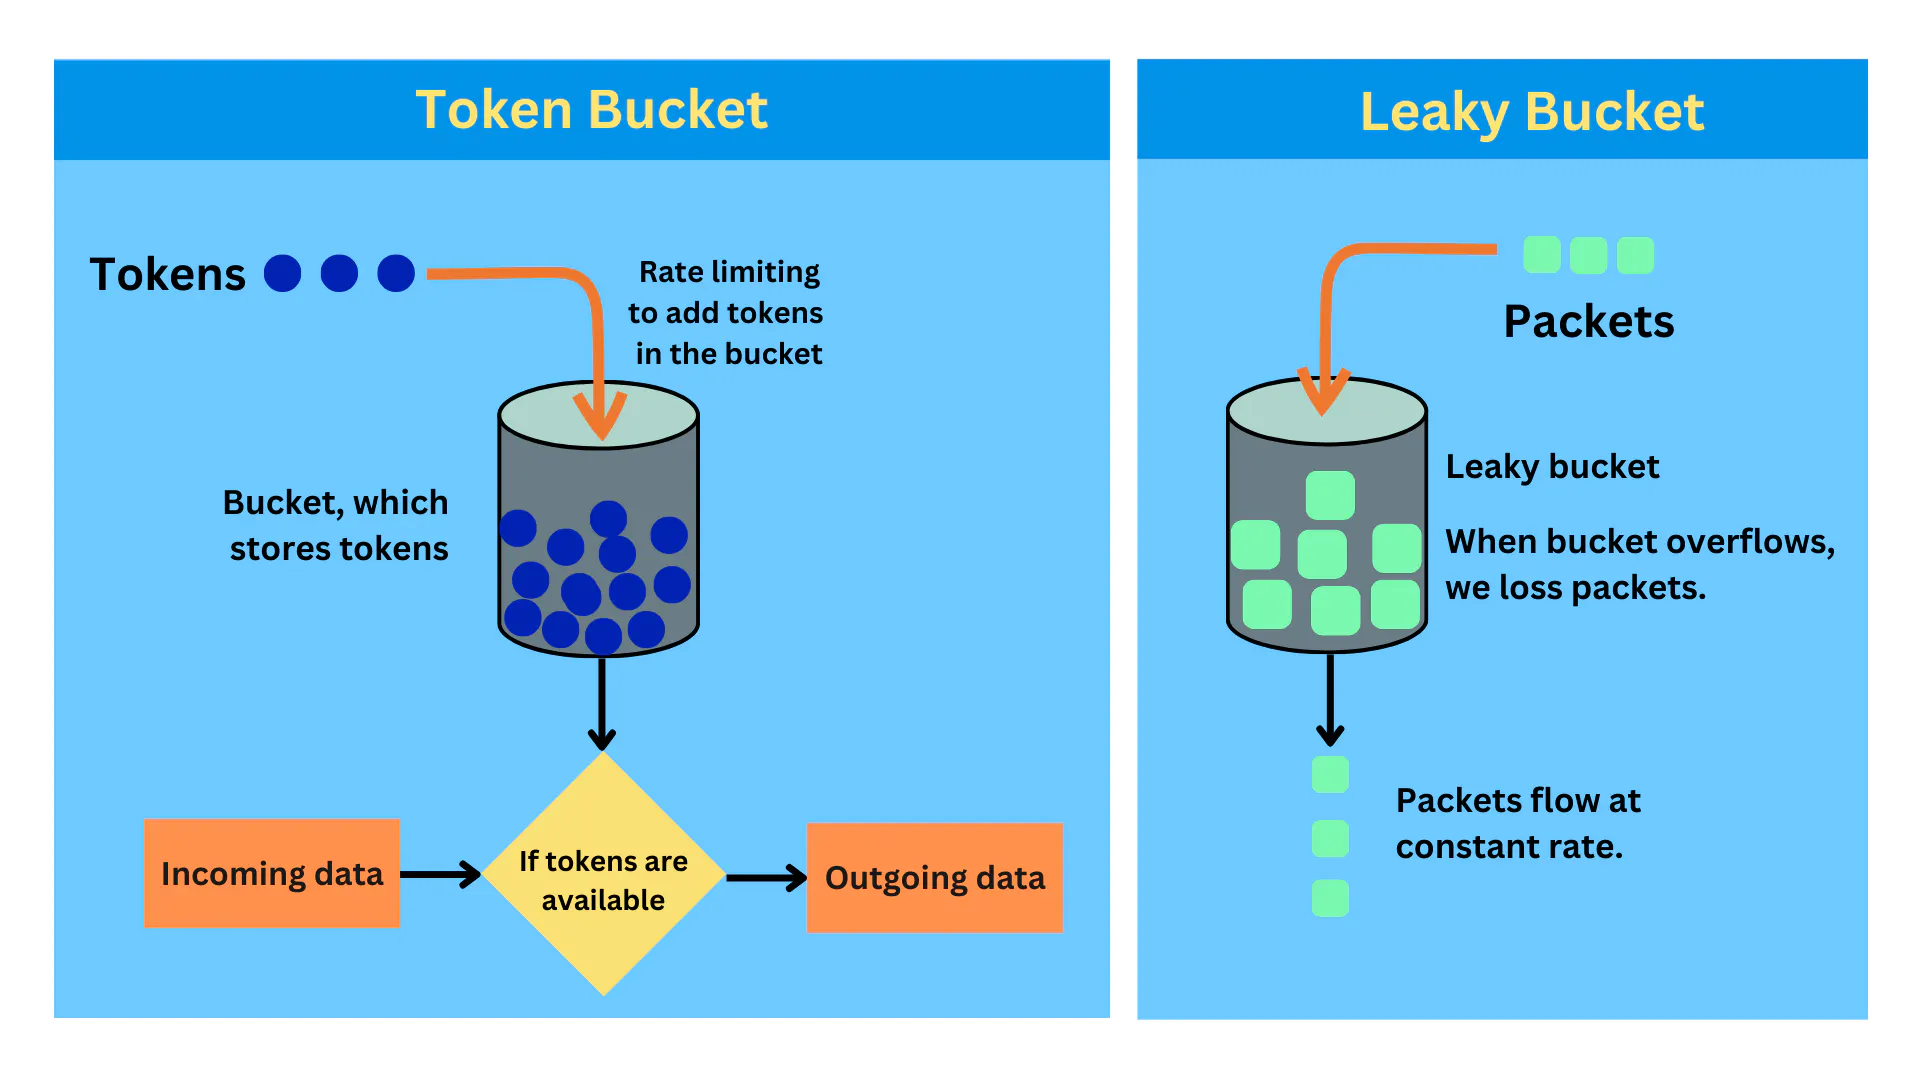 Token Bucket
Tokens
Rate limiting
to add tokens
in the bucket
Bucket, which
stores tokens
Incoming data
If tokens are
available
Outgoing data
Leaky Bucket
Packets
Leaky bucket
When bucket overflows,
we loss packets.
Packets flow at
constant rate.